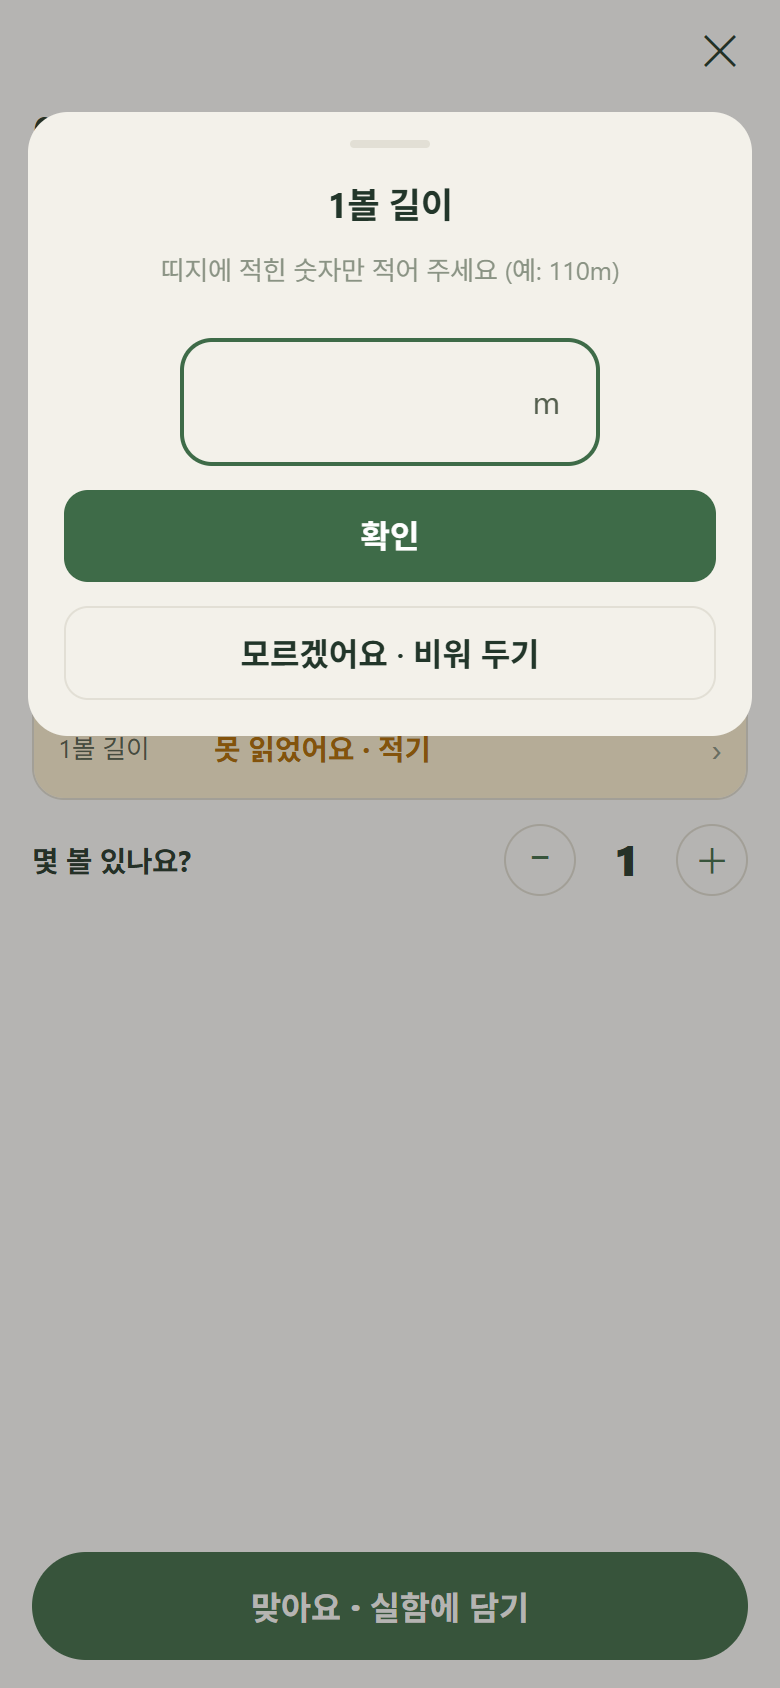 1볼 길이
띠지에 적힌 숫자만 적어 주세요 (예: 110m)
m
확인
모르겠어요 · 비워 두기
1볼 길이 못 읽었어요 · 적기 ›
몇 볼 있나요? − 1 +
맞아요 · 실함에 담기